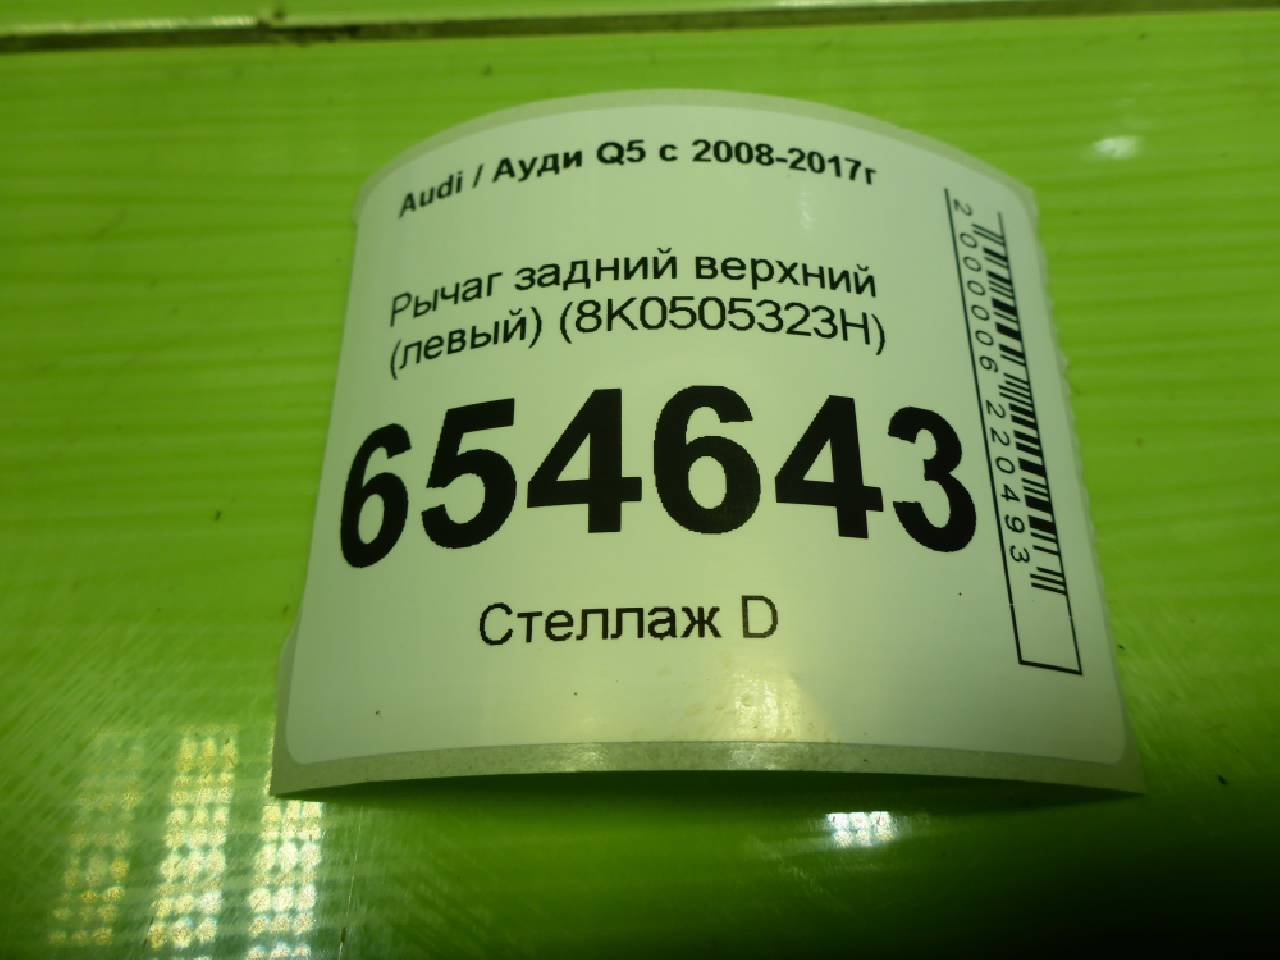 Audi / Ауди Q5 с 2008-2017г
Рычаг задний верхний
(левый) (8K0505323H)
654643
Стеллаж D
2000006220493